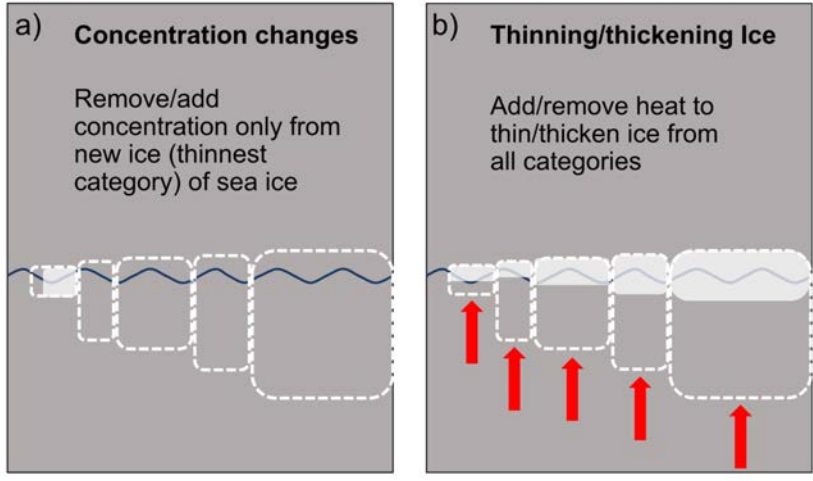 a)
Concentration changes
Remove/add
concentration only from
new ice (thinnest
category) of sea ice
b)
Thinning/thickening Ice
Add/remove heat to
thin/thicken ice from
all categories